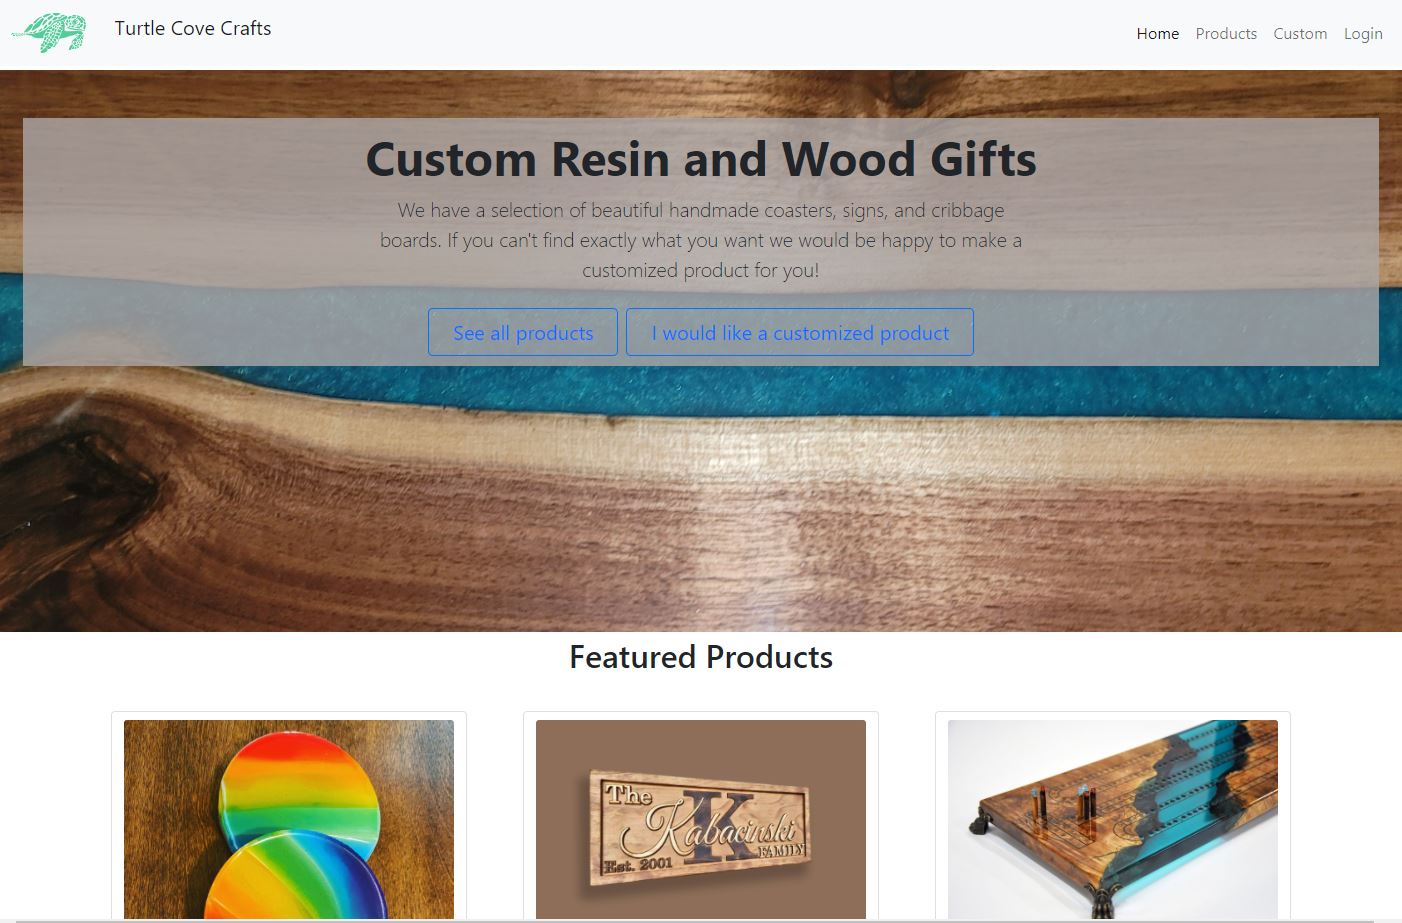 Turtle Cove Crafts
Home Products Custom Login
Custom Resin and Wood Gifts
We have a selection of beautiful handmade coasters, signs, and cribbage
boards. If you can't find exactly what you want we would be happy to make a
customized product for you!
See all products
I would like a customized product
Featured Products
The
K
Kabacinski
FAMILY
Est. 2001